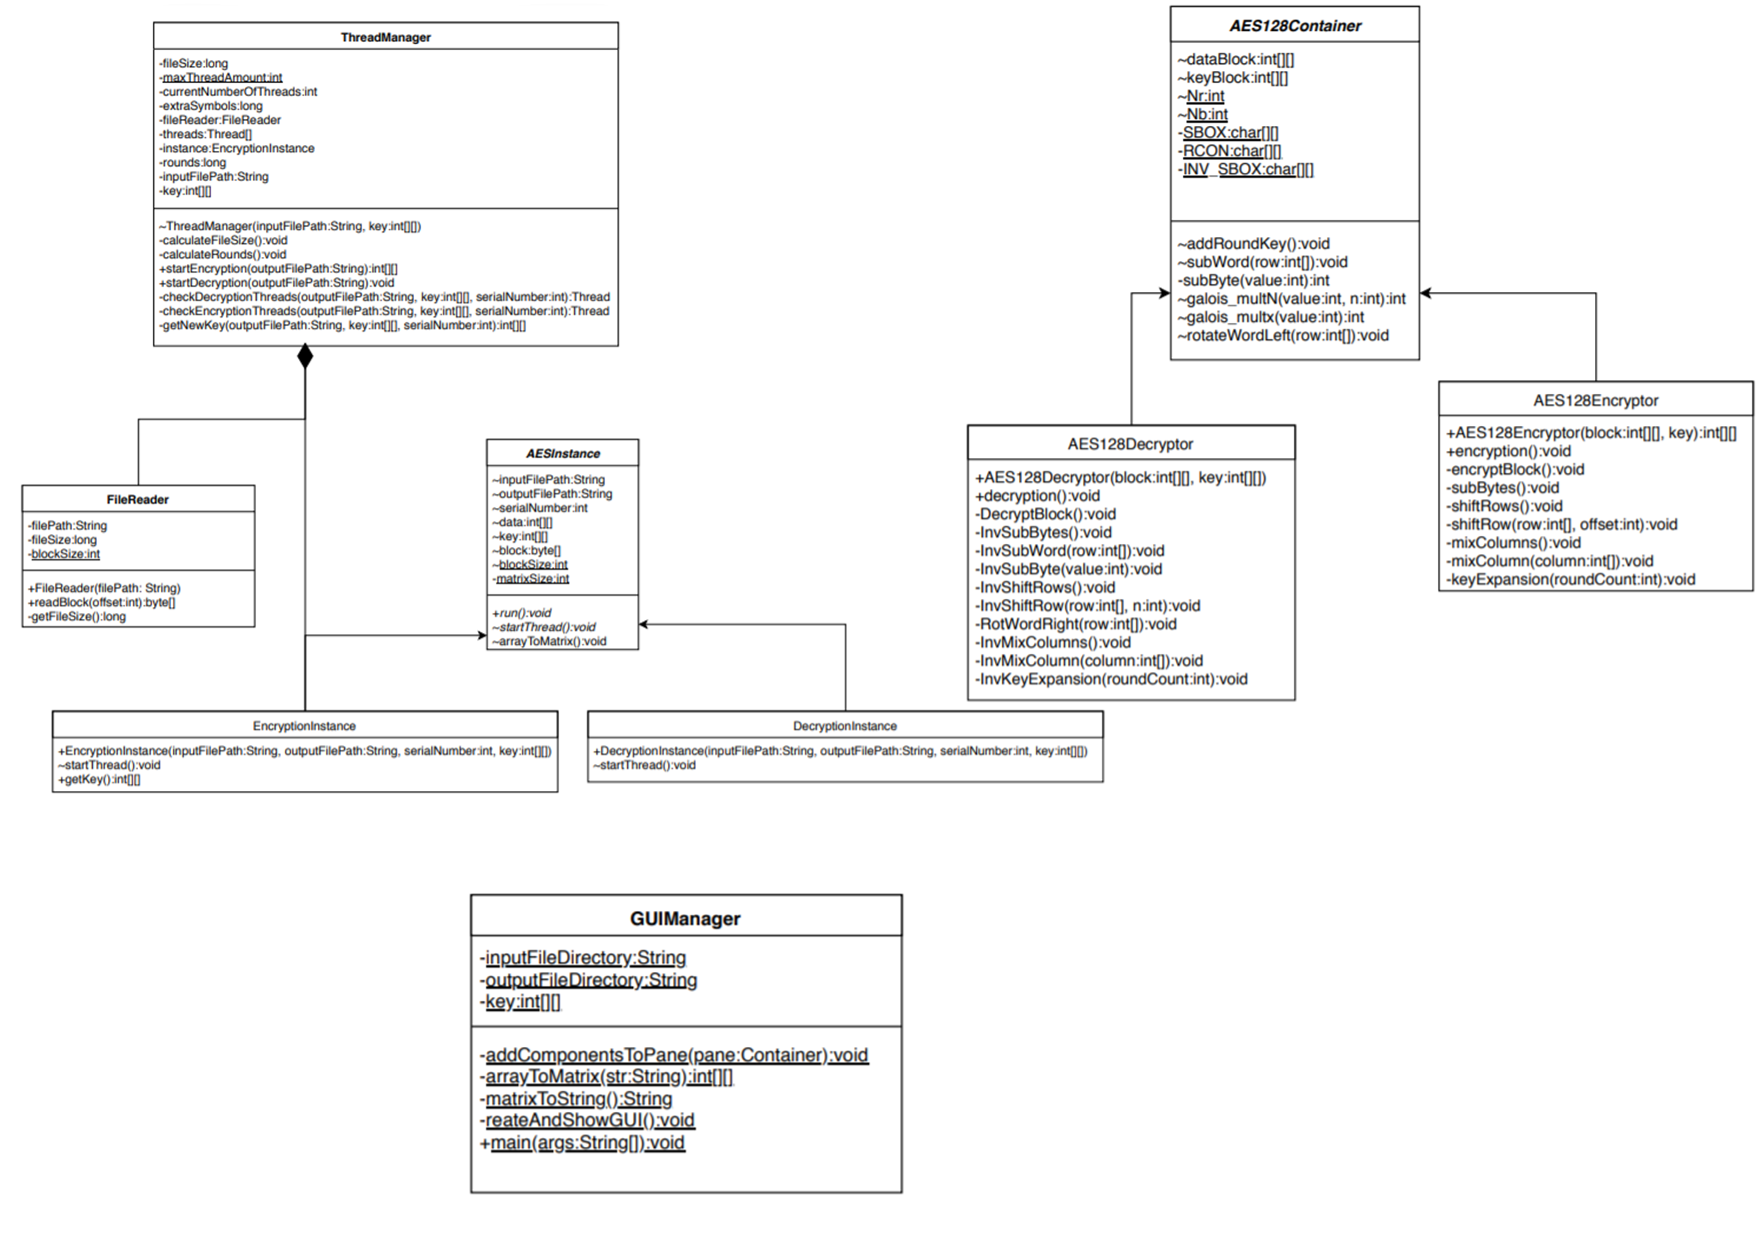 ThreadManager
-fileSize:long
-maxThreadAmount:int
-currentNumberOfThreads:int
-extraSymbols:long
-fileReader:FileReader
-threads:Thread[]
-instance:EncryptionInstance
-rounds:long
-inputFilePath:String
-key:int[][]
~ThreadManager(inputFilePath:String, key:int[][])
-calculateFileSize():void
-calculateRounds():void
+startEncryption(outputFilePath:String):int[][]
+startDecryption(outputFilePath:String):void
-checkDecryptionThreads(outputFilePath:String, key:int[][], serialNumber:int):Thread
-checkEncryptionThreads(outputFilePath:String, key:int[][], serialNumber:int):Thread
-getNewKey(outputFilePath:String, key:int[][], serialNumber:int):int[][]
AES128Container
~dataBlock:int[][]
~keyBlock:int[][]
~Nr:int
~Nb:int
-SBOX:char[][]
-RCON:char[][]
-INV_SBOX:char[][]
~addRoundKey():void
~subWord(row:int[]):void
-subByte(value:int):int
~galois_multN(value:int, n:int):int
~galois_multx(value:int):int
~rotateWordLeft(row:int[]):void
FileReader
-filePath:String
-fileSize:long
-blockSize:int
+FileReader(filePath: String)
+readBlock(offset:int):byte[]
-getFileSize():long
AESInstance
~inputFilePath:String
~outputFilePath:String
~serialNumber:int
~data:int[][]
~key:int[][]
~block:byte[]
~blockSize:int
-matrixSize:int
+run():void
~startThread():void
~arrayToMatrix():void
AES128Decryptor
+AES128Decryptor(block:int[][], key:int[][])
+decryption():void
-DecryptBlock():void
-InvSubBytes():void
-InvSubWord(row:int[]):void
-InvSubByte(value:int):void
-InvShiftRows():void
-InvShiftRow(row:int[], n:int):void
-RotWordRight(row:int[]):void
-InvMixColumns():void
-InvMixColumn(column:int[]):void
-InvKeyExpansion(roundCount:int):void
AES128Encryptor
+AES128Encryptor(block:int[][], key):int[][]
+encryption():void
-encryptBlock():void
-subBytes():void
-shiftRows():void
-shiftRow(row:int[], offset:int):void
-mixColumns():void
-mixColumn(column:int[]):void
-keyExpansion(roundCount:int):void
EncryptionInstance
+EncryptionInstance(inputFilePath:String, outputFilePath:String, serialNumber:int, key:int[][])
~startThread():void
+getKey():int[][]
DecryptionInstance
+DecryptionInstance(inputFilePath:String, outputFilePath:String, serialNumber:int, key:int[][])
~startThread():void
GUIManager
-inputFileDirectory:String
-outputFileDirectory:String
-key:int[][]
-addComponentsToPane(pane:Container):void
-arrayToMatrix(str:String):int[][]
-matrixToString():String
-reateAndShowGUI():void
+main(args:String[]):void